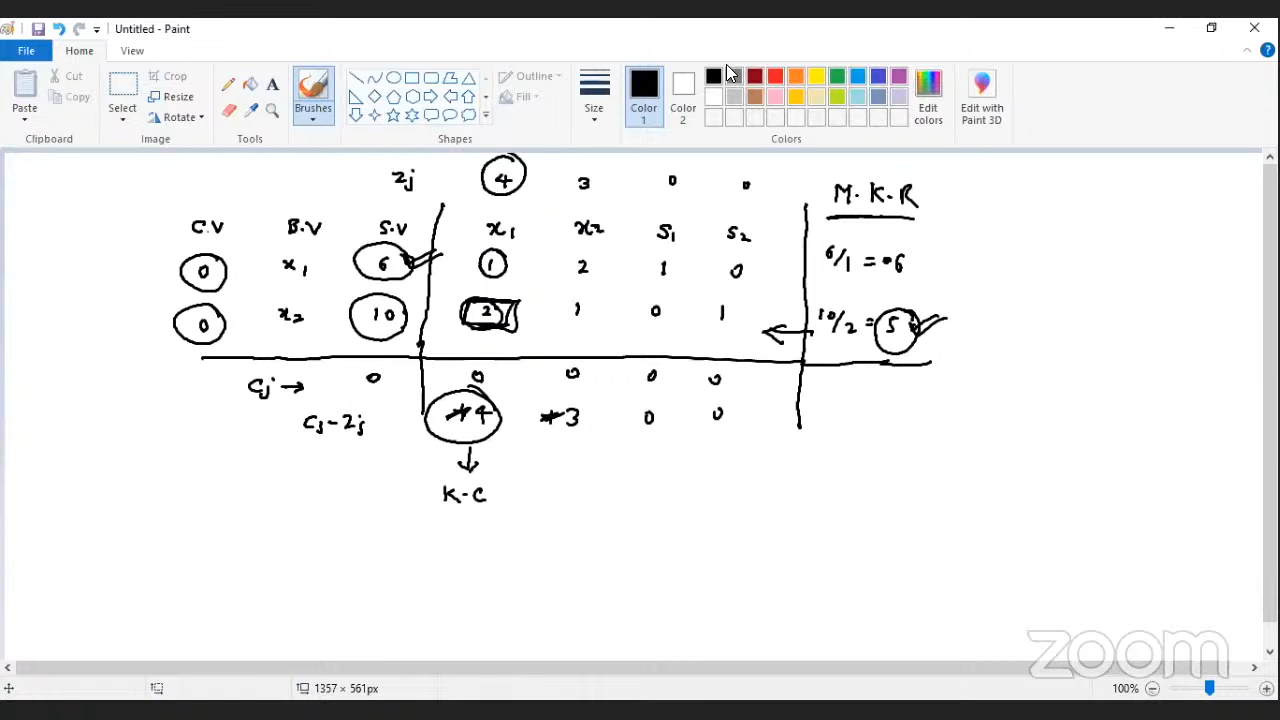 Untitled - Paint
File Home View
Cut
Copy
Paste
Clipboard
Select
Crop
Resize
Rotate
Image
Tools
Brushes
Outline
Fill
Shapes
Size
Color 1
Color 2
Colors
Edit colors
Edit with Paint 3D
2j 4 3 0 0
C.V B.V S.V x1 x2 S1 S2 M.K.R
0 x1 6 1 2 1 0 6/1 = 6
0 x2 10 2 1 0 1 10/2 = 5
Cj → 0 0 0 0 0
Cj - 2j 4 3 0 0
K-C
zoom
1357 × 561px
100%